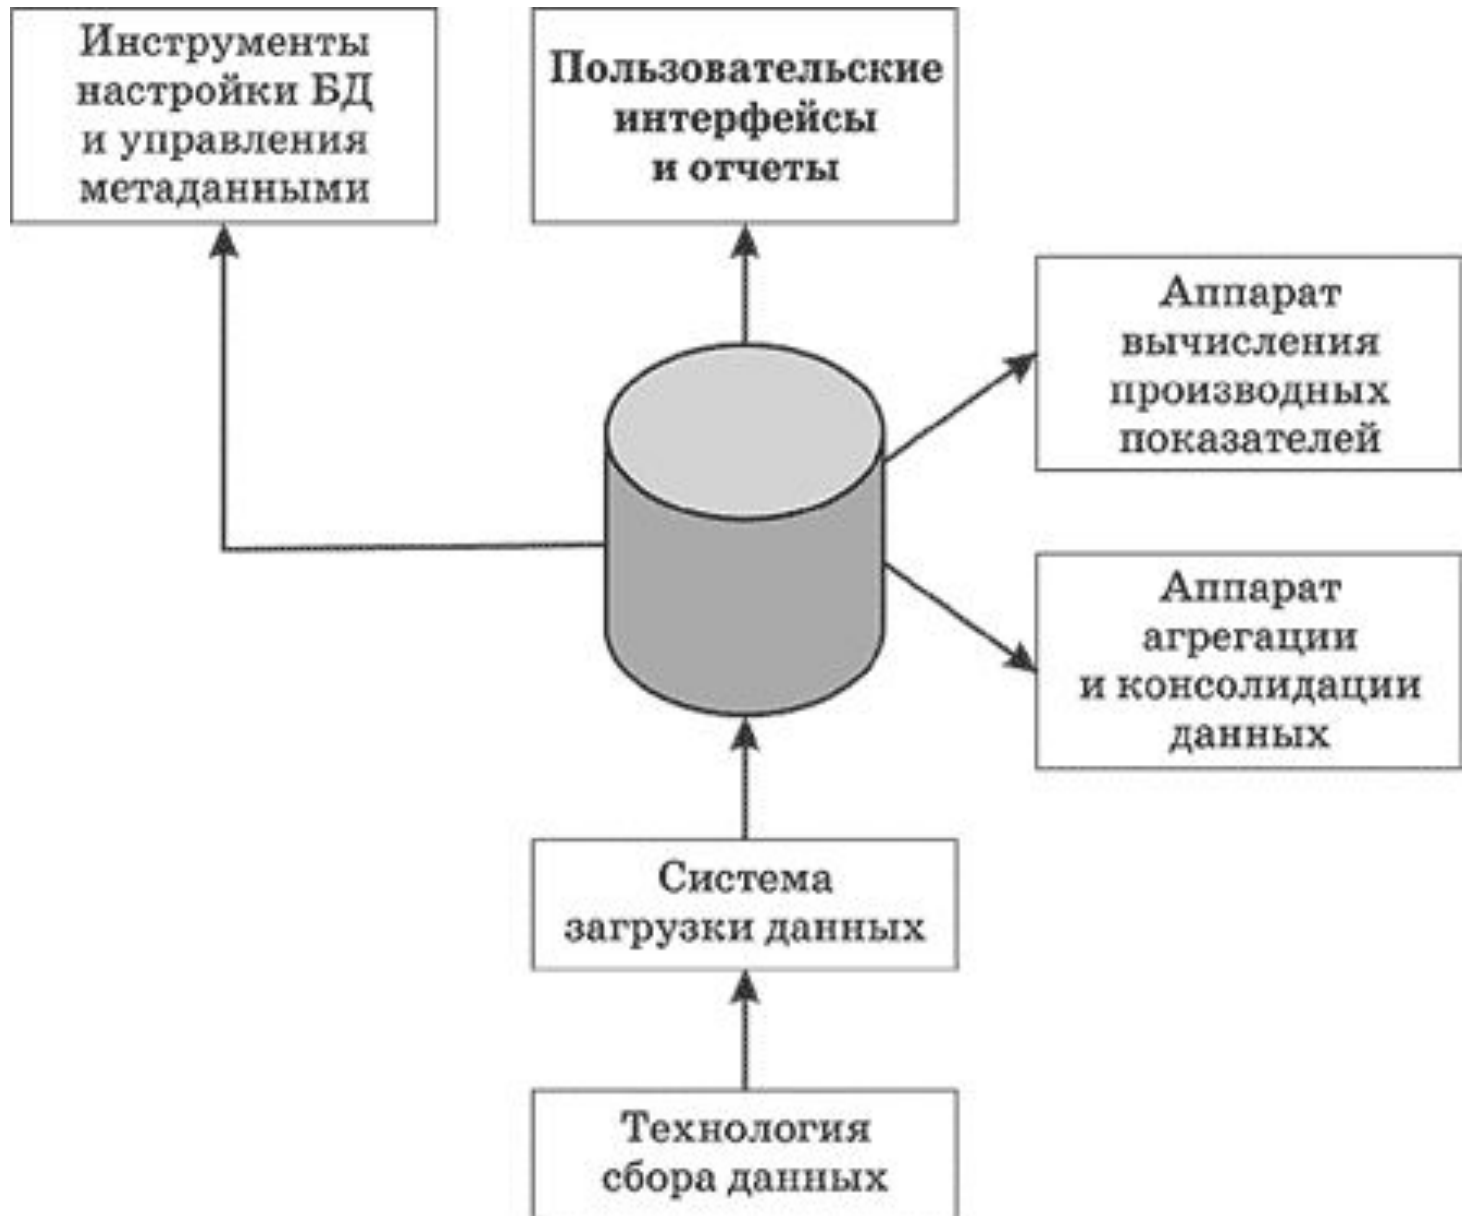 Инструменты
настройки БД
и управления
метаданными
Пользовательские
интерфейсы
и отчеты
Аппарат
вычисления
производных
показателей
Аппарат
агрегации
и консолидации
данных
Система
загрузки данных
Технология
сбора данных